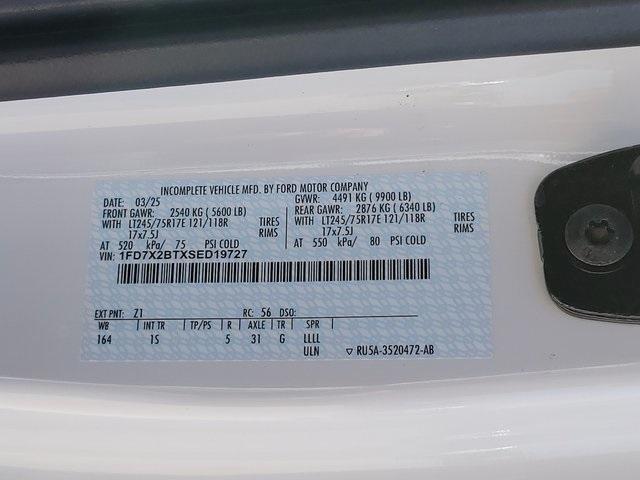 INCOMPLETE VEHICLE MFD. BY FORD MOTOR COMPANY
DATE: 03/25 GVWR: 4491 KG ( 9900 LB)
FRONT GAWR: 2540 KG ( 5600 LB) REAR GAWR: 2876 KG ( 6340 LB)
WITH LT245/75R17E 121/118R TIRES WITH LT245/75R17E 121/118R TIRES
17x7.5J RIMS 17x7.5J RIMS
AT 520 kPa/ 75 PSI COLD AT 550 kPa/ 80 PSI COLD
VIN: 1FD7X2BTXSED19727
EXT PNT: Z1 RC: 56 DSO:
WB INT TR TP/PS R AXLE TR SPR
164 1S 5 31 G LLLL
ULN ▽ RU5A-3520472-AB